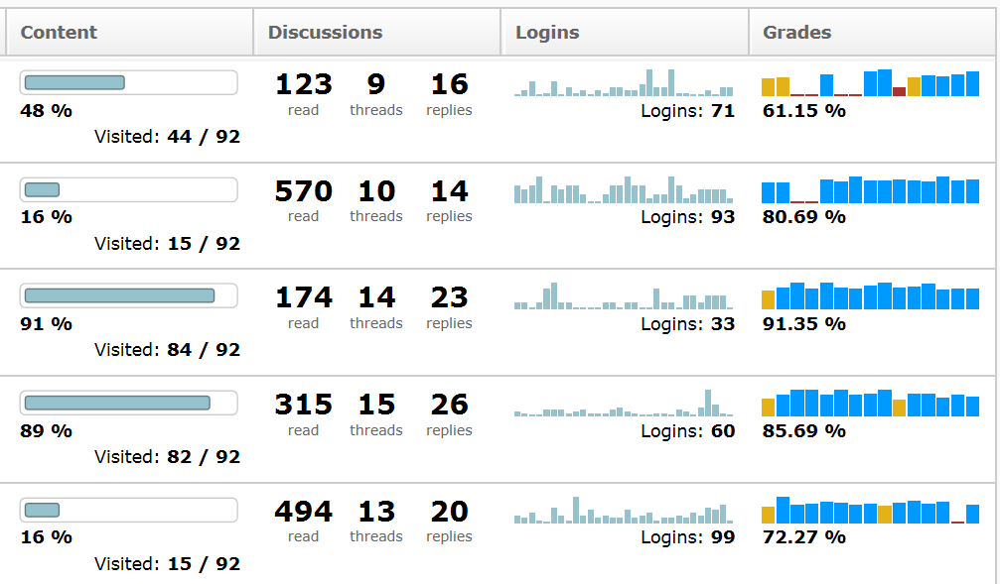 Content Discussions Logins Grades
123 9 16
48 % read threads replies Logins: 71 61.15 %
Visited: 44 / 92
570 10 14
16 % read threads replies Logins: 93 80.69 %
Visited: 15 / 92
174 14 23
91 % read threads replies Logins: 33 91.35 %
Visited: 84 / 92
315 15 26
89 % read threads replies Logins: 60 85.69 %
Visited: 82 / 92
494 13 20
16 % read threads replies Logins: 99 72.27 %
Visited: 15 / 92